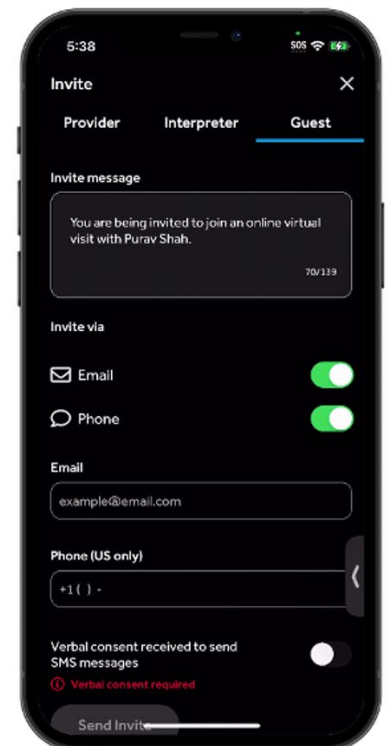 5:38
SOS
Invite
Provider Interpreter Guest
Invite message
You are being invited to join an online virtual
visit with Purav Shah.
70/139
Invite via
Email
Phone
Email
example@email.com
Phone (US only)
+1 ( ) -
Verbal consent received to send
SMS messages
Verbal consent required
Send Invite